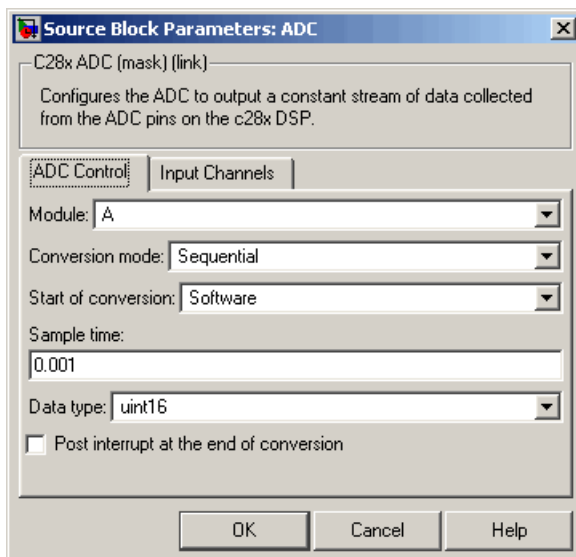 Source Block Parameters: ADC
C28x ADC (mask) (link)
Configures the ADC to output a constant stream of data collected
from the ADC pins on the c28x DSP.
ADC Control Input Channels
Module: A
Conversion mode: Sequential
Start of conversion: Software
Sample time:
0.001
Data type: uint16
Post interrupt at the end of conversion
OK Cancel Help